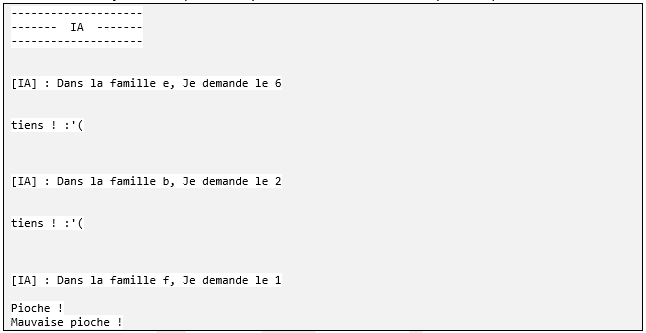 --------------------
-------  IA  -------
--------------------
[IA] : Dans la famille e, Je demande le 6
tiens ! :'(
[IA] : Dans la famille b, Je demande le 2
tiens ! :'(
[IA] : Dans la famille f, Je demande le 1
Pioche !
Mauvaise pioche !